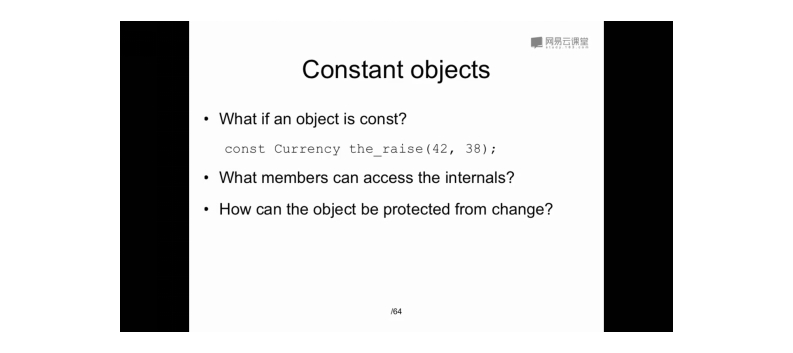 网易云课堂
Constant objects
• What if an object is const?
const Currency the_raise(42, 38);
• What members can access the internals?
• How can the object be protected from change?
/64